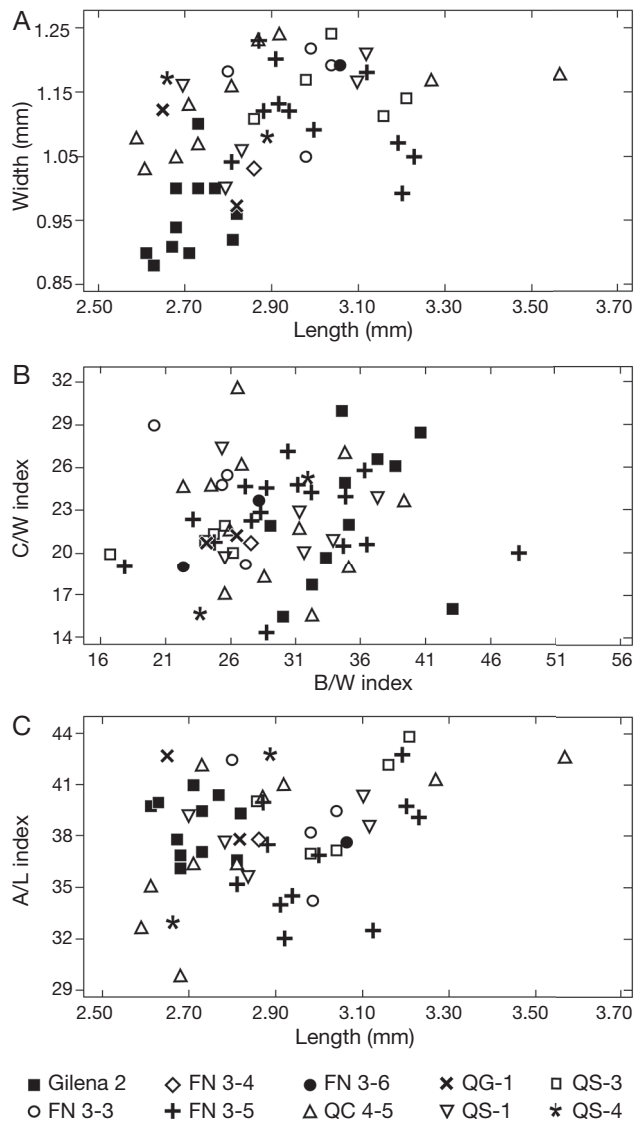 A
1.25
1.15
1.05
0.95
0.85
Width (mm)
2.50 2.70 2.90 3.10 3.30 3.50 3.70
Length (mm)
B
32
29
26
23
20
17
14
C/W index
16 21 26 31 36 41 46 51 56
B/W index
C
44
41
38
35
32
29
A/L index
2.50 2.70 2.90 3.10 3.30 3.50 3.70
Length (mm)
Gilena 2 FN 3-4 FN 3-6 QG-1 QS-3
FN 3-3 FN 3-5 QC 4-5 QS-1 QS-4